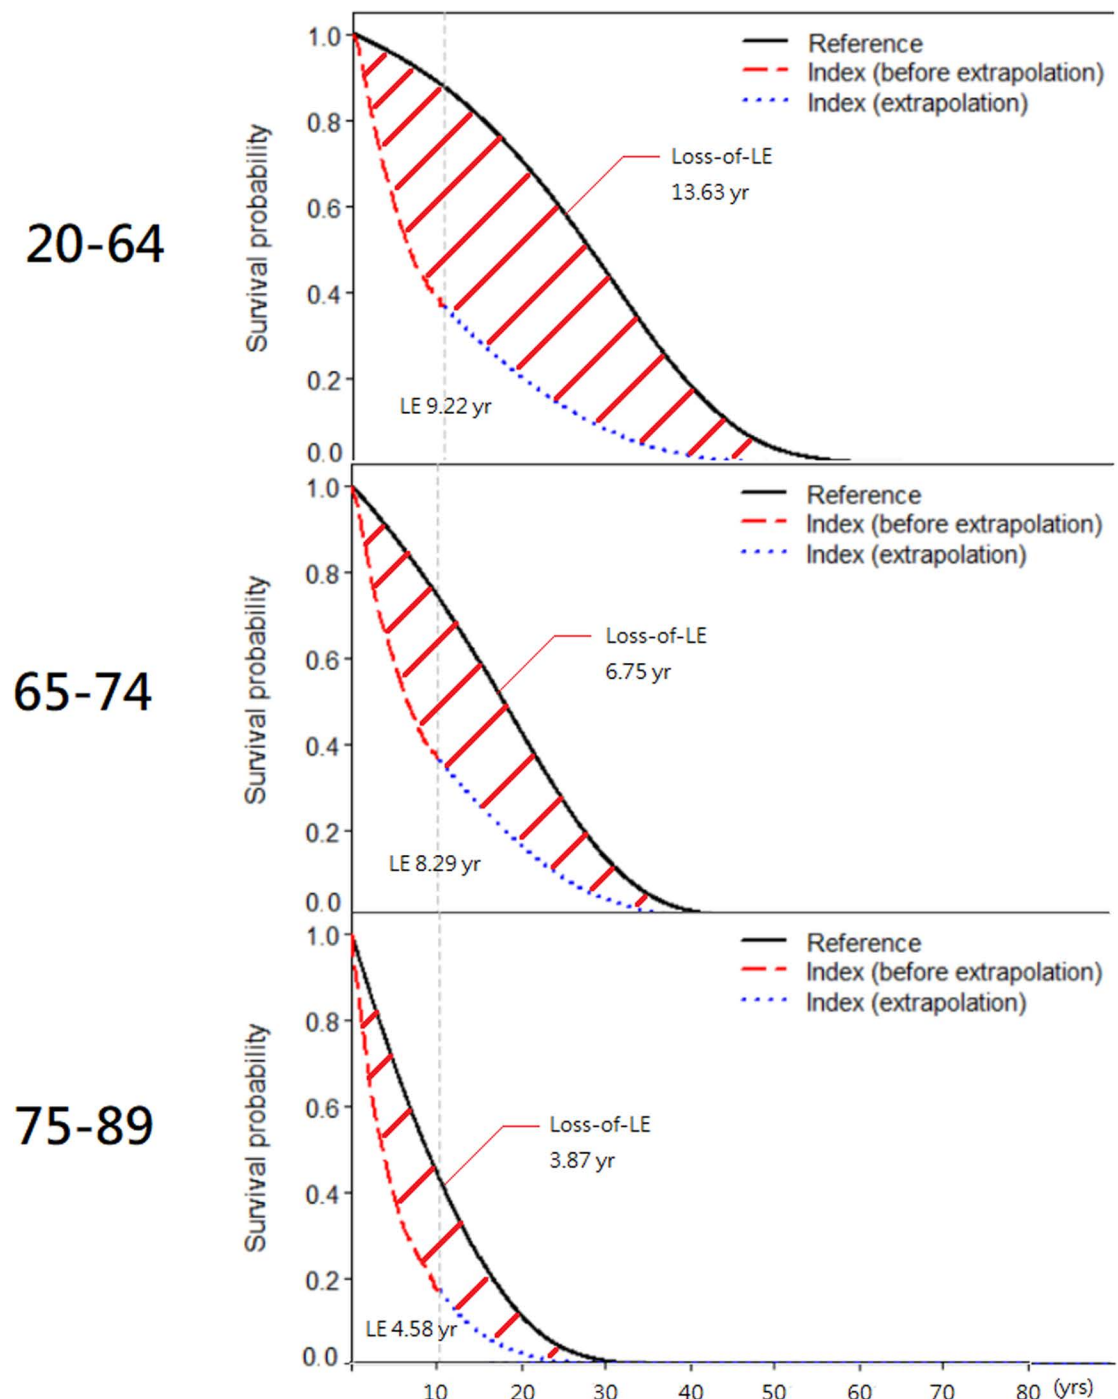 20-64
Survival probability
1.0
0.8
0.6
0.4
0.2
0.0
Reference
Index (before extrapolation)
Index (extrapolation)
Loss-of-LE
13.63 yr
LE 9.22 yr
65-74
Survival probability
1.0
0.8
0.6
0.4
0.2
0.0
Reference
Index (before extrapolation)
Index (extrapolation)
Loss-of-LE
6.75 yr
LE 8.29 yr
75-89
Survival probability
1.0
0.8
0.6
0.4
0.2
0.0
Reference
Index (before extrapolation)
Index (extrapolation)
Loss-of-LE
3.87 yr
LE 4.58 yr
10 20 30 40 50 60 70 80 (yrs)